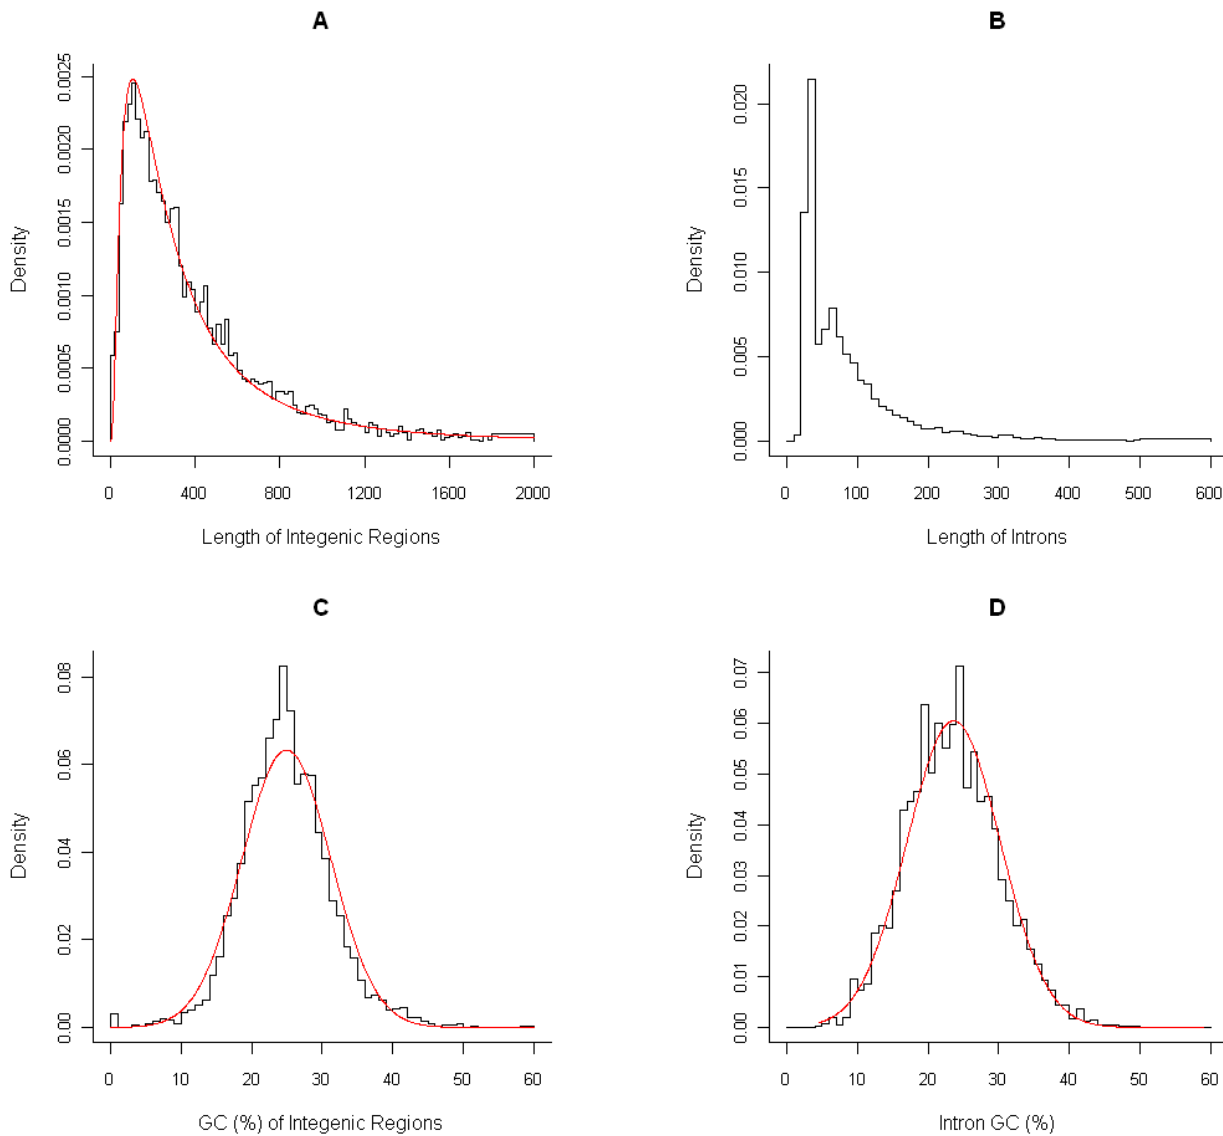 A
Density
0.0000 0.0005 0.0010 0.0015 0.0020 0.0025
0 400 800 1200 1600 2000
Length of Integenic Regions
B
Density
0.000 0.005 0.010 0.015 0.020
0 100 200 300 400 500 600
Length of Introns
C
Density
0.00 0.02 0.04 0.06 0.08
0 10 20 30 40 50 60
GC (%) of Integenic Regions
D
Density
0.00 0.01 0.02 0.03 0.04 0.05 0.06 0.07
0 10 20 30 40 50 60
Intron GC (%)